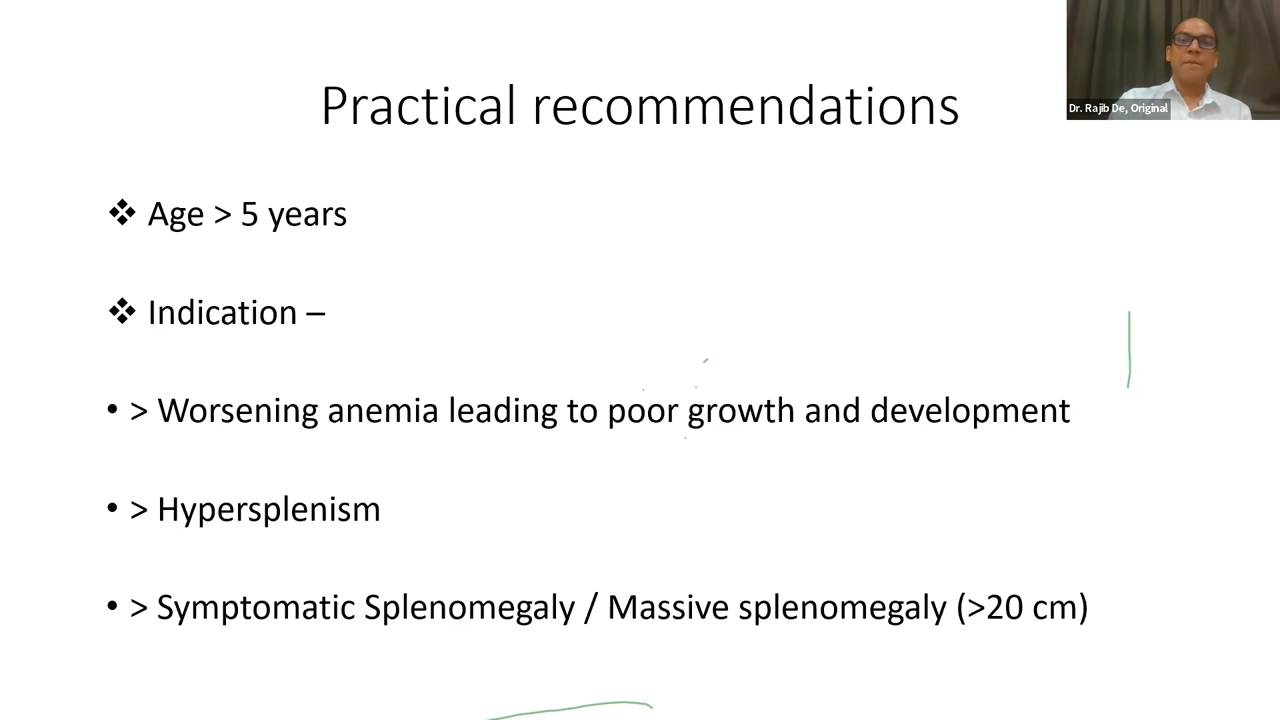 Practical recommendations
Dr. Rajib De, Original
❖ Age > 5 years
❖ Indication –
• > Worsening anemia leading to poor growth and development
• > Hypersplenism
• > Symptomatic Splenomegaly / Massive splenomegaly (>20 cm)